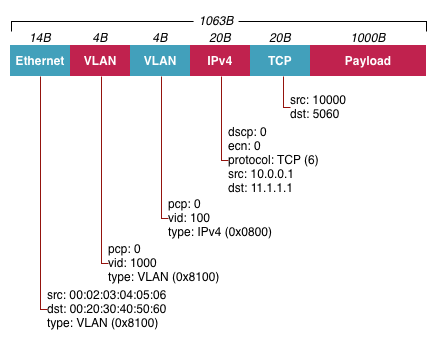 1063B
14B 4B 4B 20B 20B 1000B
Ethernet VLAN VLAN IPv4 TCP Payload
src: 10000
dst: 5060
dscp: 0
ecn: 0
protocol: TCP (6)
src: 10.0.0.1
dst: 11.1.1.1
pcp: 0
vid: 100
type: IPv4 (0x0800)
pcp: 0
vid: 1000
type: VLAN (0x8100)
src: 00:02:03:04:05:06
dst: 00:20:30:40:50:60
type: VLAN (0x8100)